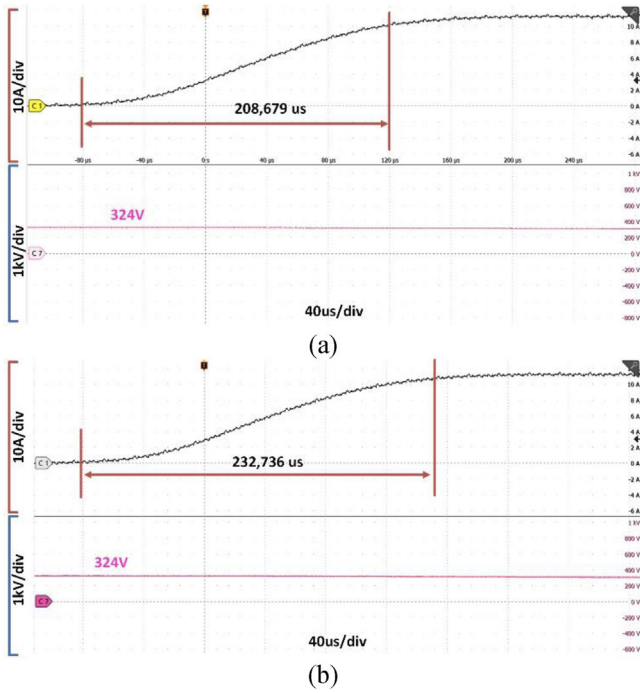 T
10 A
10A/div
8 A
6 A
4 A
C 1
2 A
0 A
208,679 us
-2 A
-4 A
-80 µs -40 µs 0 s 40 µs 80 µs 120 µs 160 µs 200 µs 240 µs
-6 A
1 kV
800 V
324V
600 V
400 V
1kV/div
200 V
C 7
0 V
-200 V
-400 V
40us/div
-600 V
-800 V
(a)
T
10 A
10A/div
8 A
6 A
4 A
2 A
C 1
0 A
232,736 us
-2 A
-4 A
-6 A
1 kV
800 V
324V
600 V
400 V
1kV/div
200 V
C 7
0 V
-200 V
-400 V
40us/div
-600 V
(b)